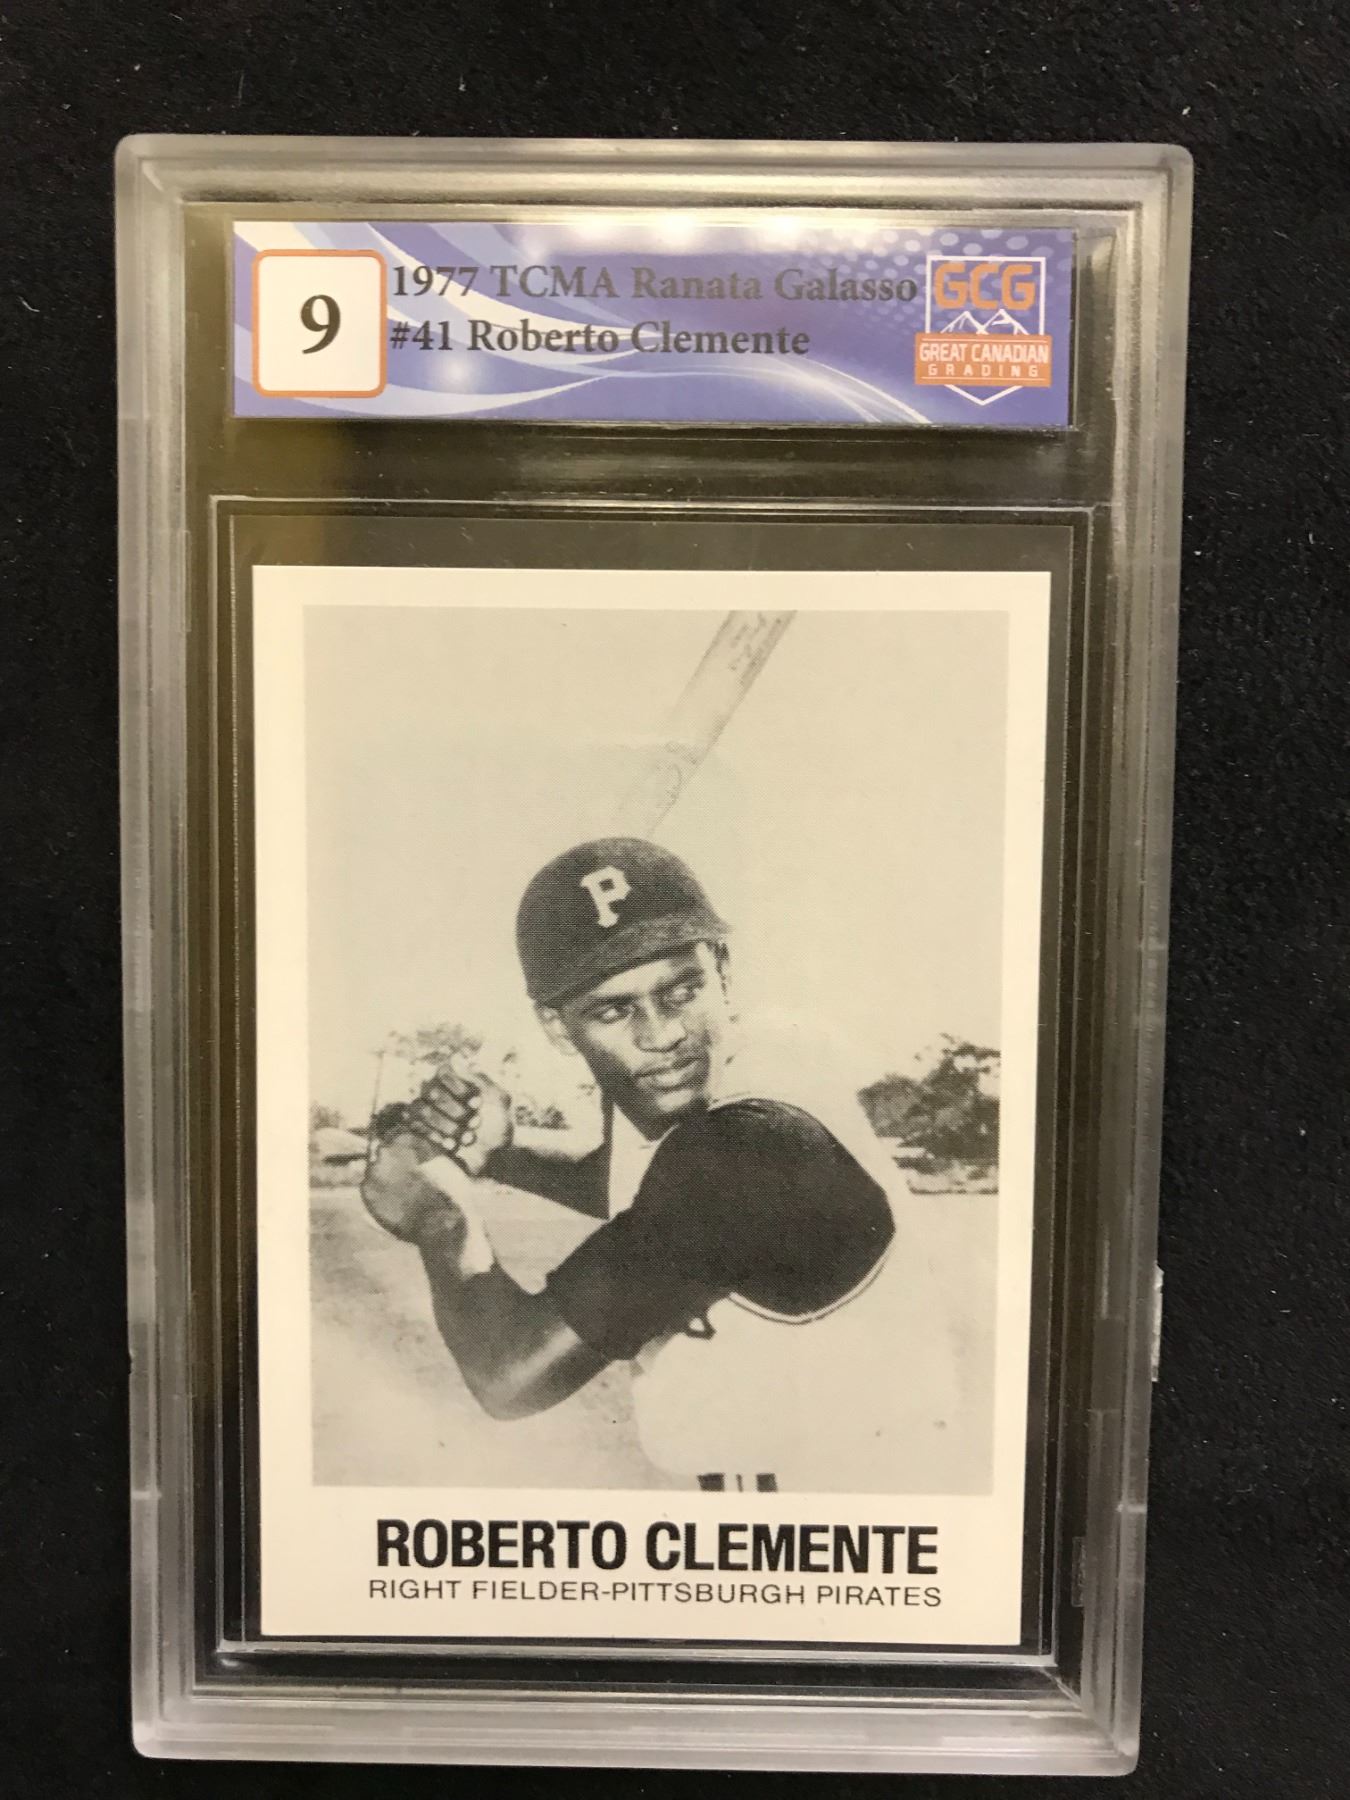 9
1977 TCMA Ranata Galasso
#41 Roberto Clemente
GCG
GREAT CANADIAN
GRADING
P
ROBERTO CLEMENTE
RIGHT FIELDER-PITTSBURGH PIRATES